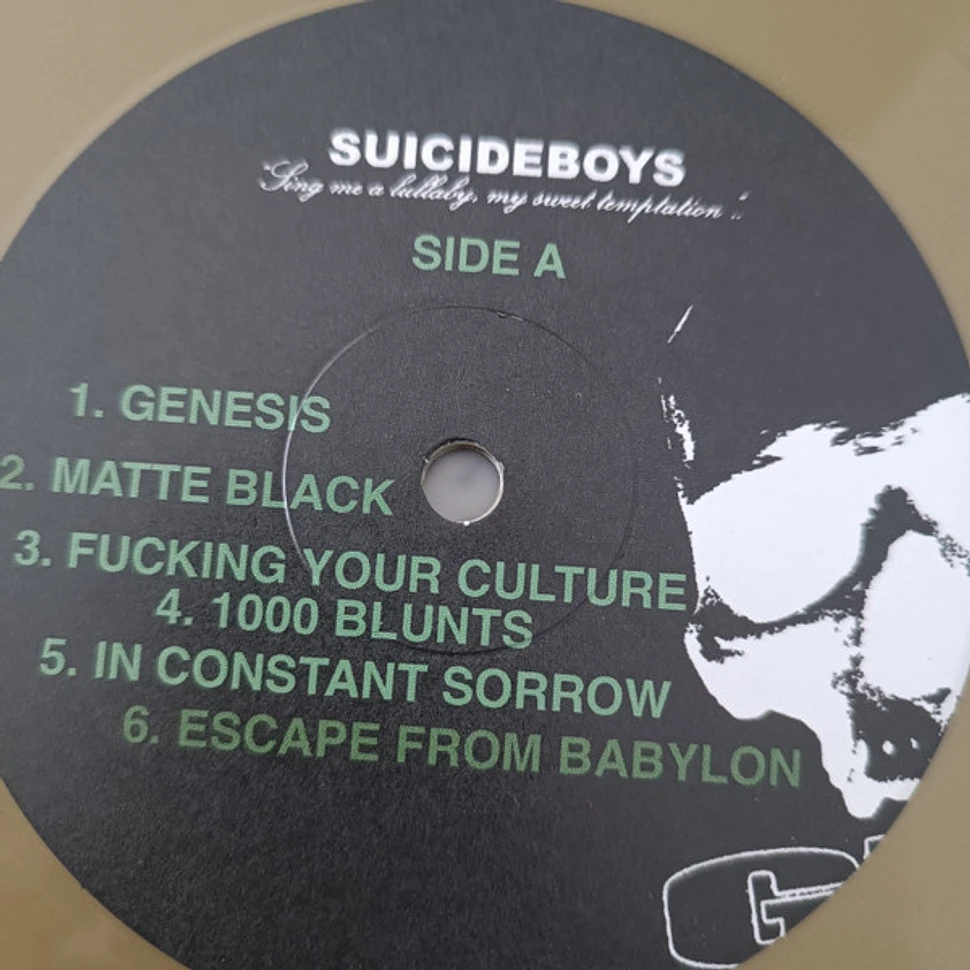 SUICIDEBOYS
"Sing me a lullaby, my sweet temptation"
SIDE A
1. GENESIS
2. MATTE BLACK
3. FUCKING YOUR CULTURE
4. 1000 BLUNTS
5. IN CONSTANT SORROW
6. ESCAPE FROM BABYLON
G